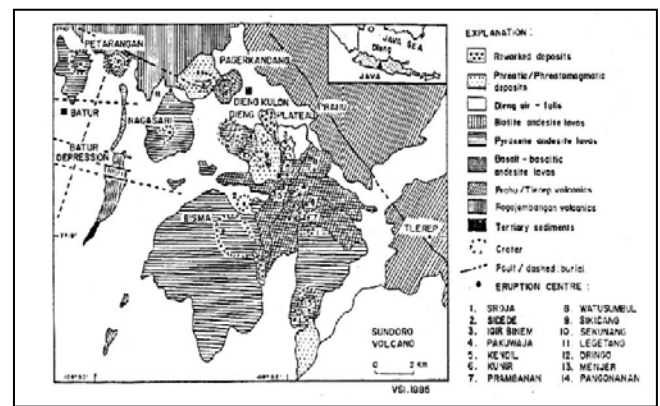 PETARANGAN
PAGERKANDANG
DIENG KULON
DIENG PLATEAU
PRAHU
BATUR
NAGASARI
BATUR
DEPRESSION
BISMA
TLEREP
SUNDORO
VOLCANO
0 2 KM
VSI.1985
JAVA SEA
Dieng
JAVA
EXPLANATION :
Reworked deposits
Phreatic/Phreatomagmatic
deposits
Dieng air - falls
Biotite andesite lavas
Pyroxene andesite lavas
Basalt - basaltic
andesite lavas
Prahu / Tlerep volcanics
Rogojembangan volcanics
Tertiary sediments
Crater
Fault / dashed: burial
ERUPTION CENTRE :
1. SROJA
2. SIDEDE
3. IGIR BINEM
4. PAKUWAJA
5. KENDIL
6. KUNIR
7. PRAMBANAN
8. WATUSUMBUL
9. SIKIDANG
10. SEKUNANG
11. LEGETANG
12. DRINGO
13. MENJER
14. PANGONANAN